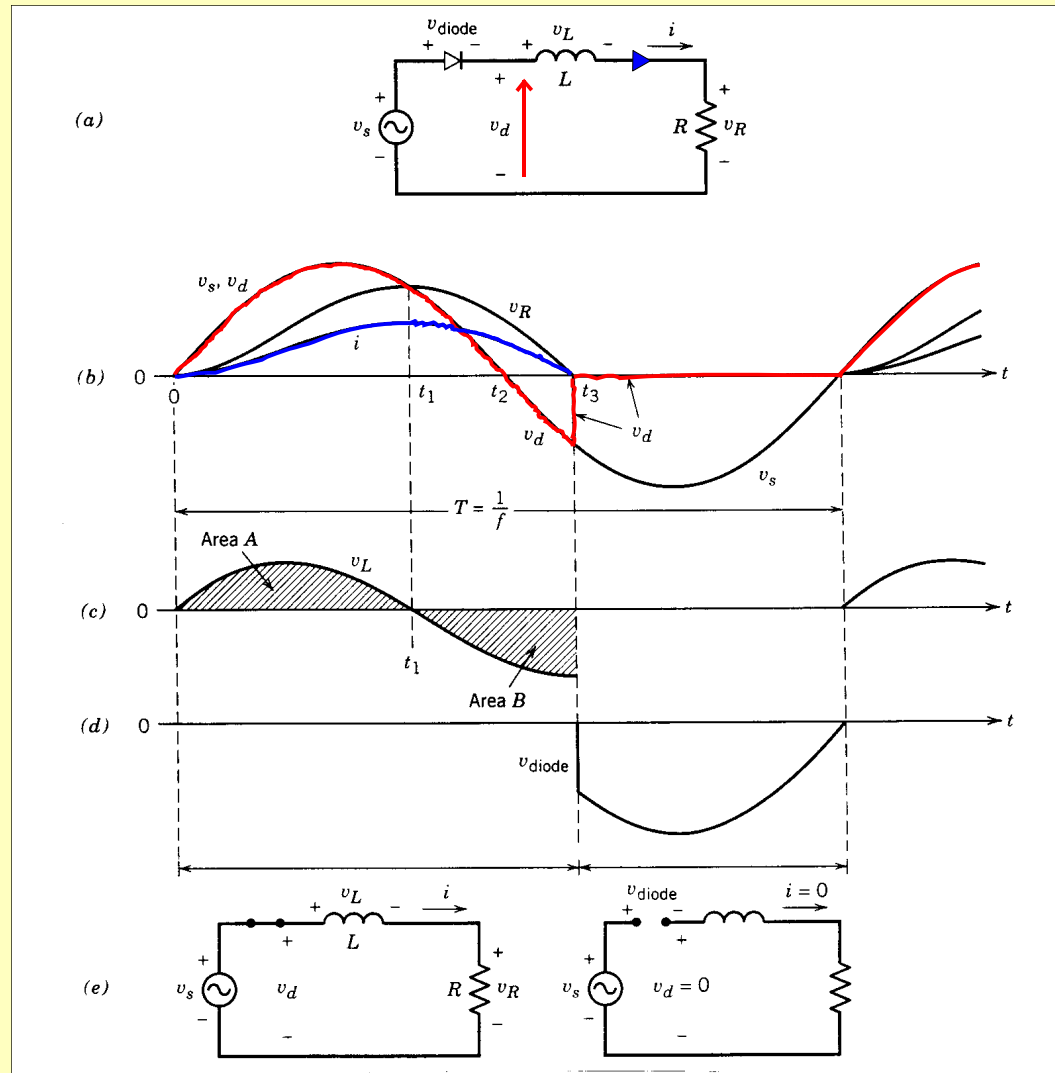 v_diode v_L i
+ - + - 
+ L +
(a) + v_s - v_d R v_R
- -
v_s, v_d v_R
i
(b) 0 t
0 t_1 t_2 t_3
v_d v_d
v_s
T = 1/f
Area A v_L
(c) 0 t
t_1
Area B
(d) 0 t
v_diode
v_L i v_diode i = 0
+ - + -
+ L + +
(e) + v_s - v_d R v_R + v_s - v_d = 0
- - -